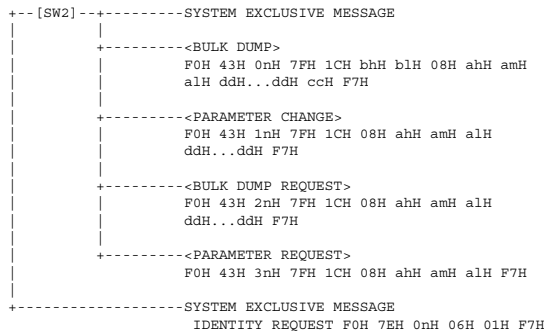 +--[SW2]--+---------SYSTEM EXCLUSIVE MESSAGE
| |
| +---------<BULK DUMP>
| | F0H 43H 0nH 7FH 1CH bhH blH 08H ahH amH
| | alH ddH...ddH ccH F7H
| |
| +---------<PARAMETER CHANGE>
| | F0H 43H 1nH 7FH 1CH 08H ahH amH alH
| | ddH...ddH F7H
| |
| +---------<BULK DUMP REQUEST>
| | F0H 43H 2nH 7FH 1CH 08H ahH amH alH
| | ddH...ddH F7H
| |
| +---------<PARAMETER REQUEST>
| F0H 43H 3nH 7FH 1CH 08H ahH amH alH F7H
|
+-------------------SYSTEM EXCLUSIVE MESSAGE
IDENTITY REQUEST F0H 7EH 0nH 06H 01H F7H